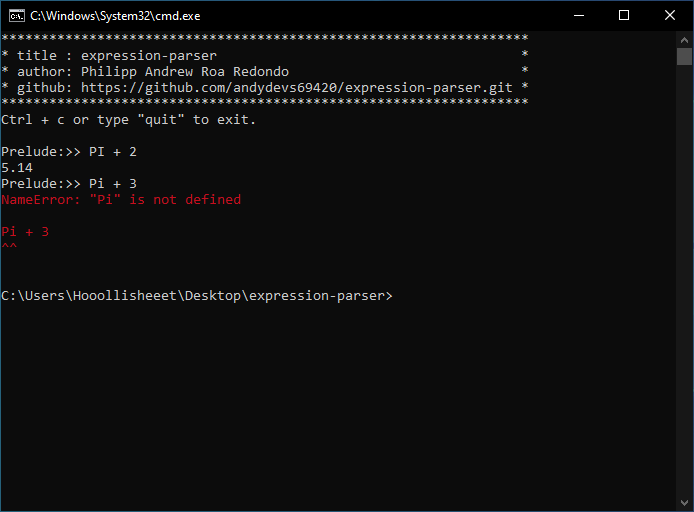 C:\Windows\System32\cmd.exe
******************************************************************
* title : expression-parser                                      *
* author: Philipp Andrew Roa Redondo                             *
* github: https://github.com/andydevs69420/expression-parser.git *
******************************************************************
Ctrl + c or type "quit" to exit.
Prelude:>> PI + 2
5.14
Prelude:>> Pi + 3
NameError: "Pi" is not defined
Pi + 3
^^
C:\Users\Hooollisheeet\Desktop\expression-parser>